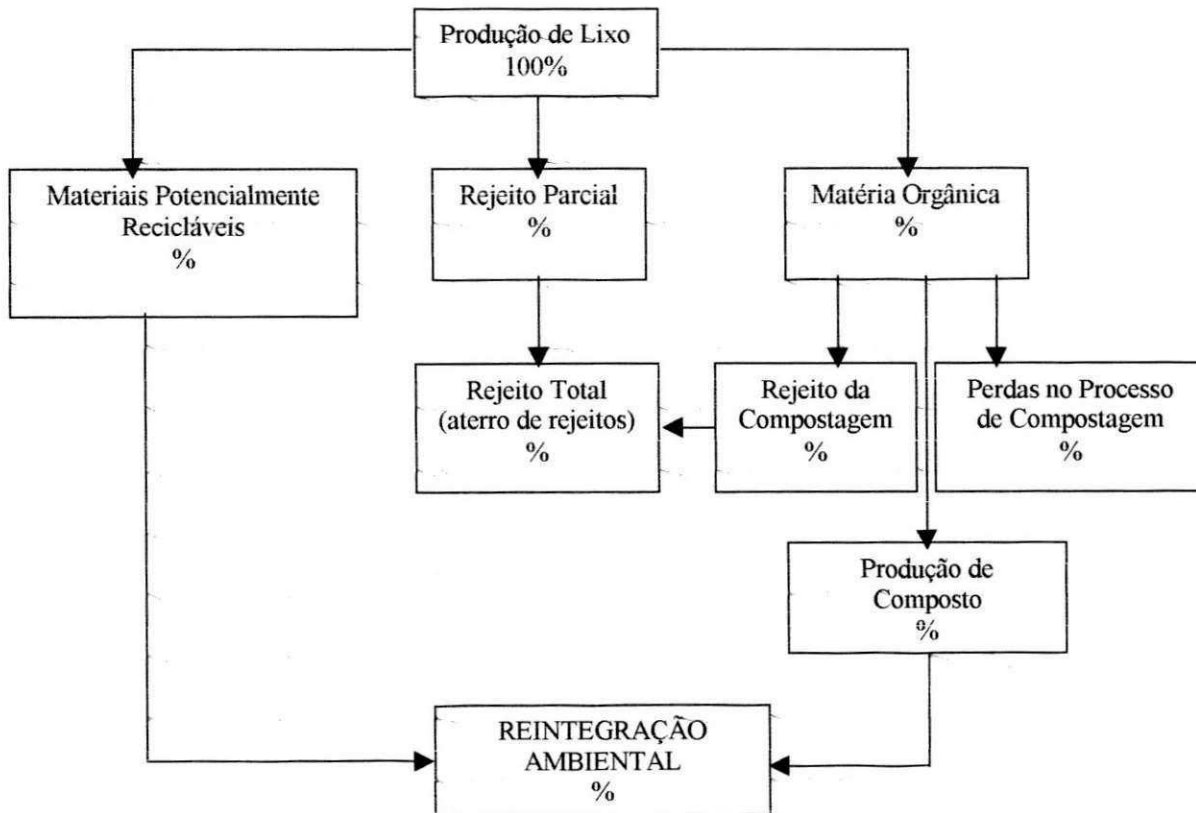 Produção de Lixo
100%
Materiais Potencialmente
Recicláveis
%
Rejeito Parcial
%
Matéria Orgânica
%
Rejeito Total
(aterro de rejeitos)
%
Rejeito da
Compostagem
%
Perdas no Processo
de Compostagem
%
Produção de
Composto
%
REINTEGRAÇÃO
AMBIENTAL
%